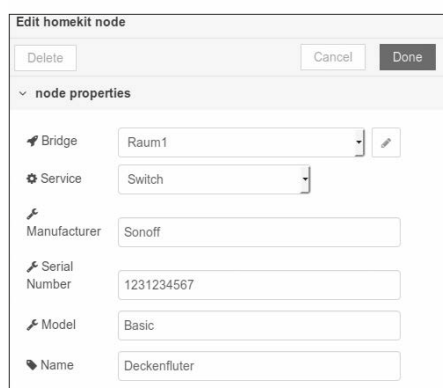 Edit homekit node
Delete Cancel Done
node properties
Bridge Raum1
Service Switch
Manufacturer Sonoff
Serial
Number 1231234567
Model Basic
Name Deckenfluter